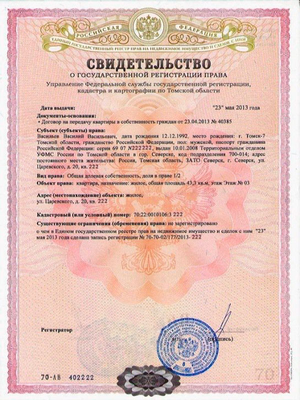 РОССИЙСКАЯ ФЕДЕРАЦИЯ
ЕДИНЫЙ ГОСУДАРСТВЕННЫЙ РЕЕСТР ПРАВ НА НЕДВИЖИМОЕ ИМУЩЕСТВО И СДЕЛОК С НИМ
СВИДЕТЕЛЬСТВО
О ГОСУДАРСТВЕННОЙ РЕГИСТРАЦИИ ПРАВА
Управление Федеральной службы государственной регистрации,
кадастра и картографии по Томской области
Дата выдачи: "23" мая 2013 года
Документы-основания:
• Договор на передачу квартиры в собственность граждан от 23.04.2013 № 40385
Субъект (субъекты) права:
Васильев Василий Васильевич, дата рождения 12.12.1992, место рождения: г. Томск-7
Томской области, гражданство Российской Федерации, пол: мужской, паспорт гражданина
Российской Федерации: серия 69 07 №222222, выдан 10.01.2008 Территориальным отделом
УФМС России по Томской области в гор. Северск, код подразделения 700-014; адрес
постоянного места жительства: Россия, Томская область, ЗАТО Северск, г. Северск, ул.
Царевского, д. 20, кв. 222
Вид права: Общая долевая собственность, доля в праве 1/2
Объект права: квартира, назначение: жилое, общая площадь 43,3 кв.м, Этаж Этаж № 03
Адрес (местоположение) объекта: жилое,
ул. Царевского, д. 20, кв. 222
Кадастровый (или условный) номер: 70:22:0010106:3 222
Существующие ограничения (обременения) права: не зарегистрировано
о чем в Едином государственном реестре прав на недвижимое имущество и сделок с ним "23"
мая 2013 года сделана запись регистрации № 70-70-02/175/2013- 222
Регистратор
(подпись)
70-АВ 402222
70